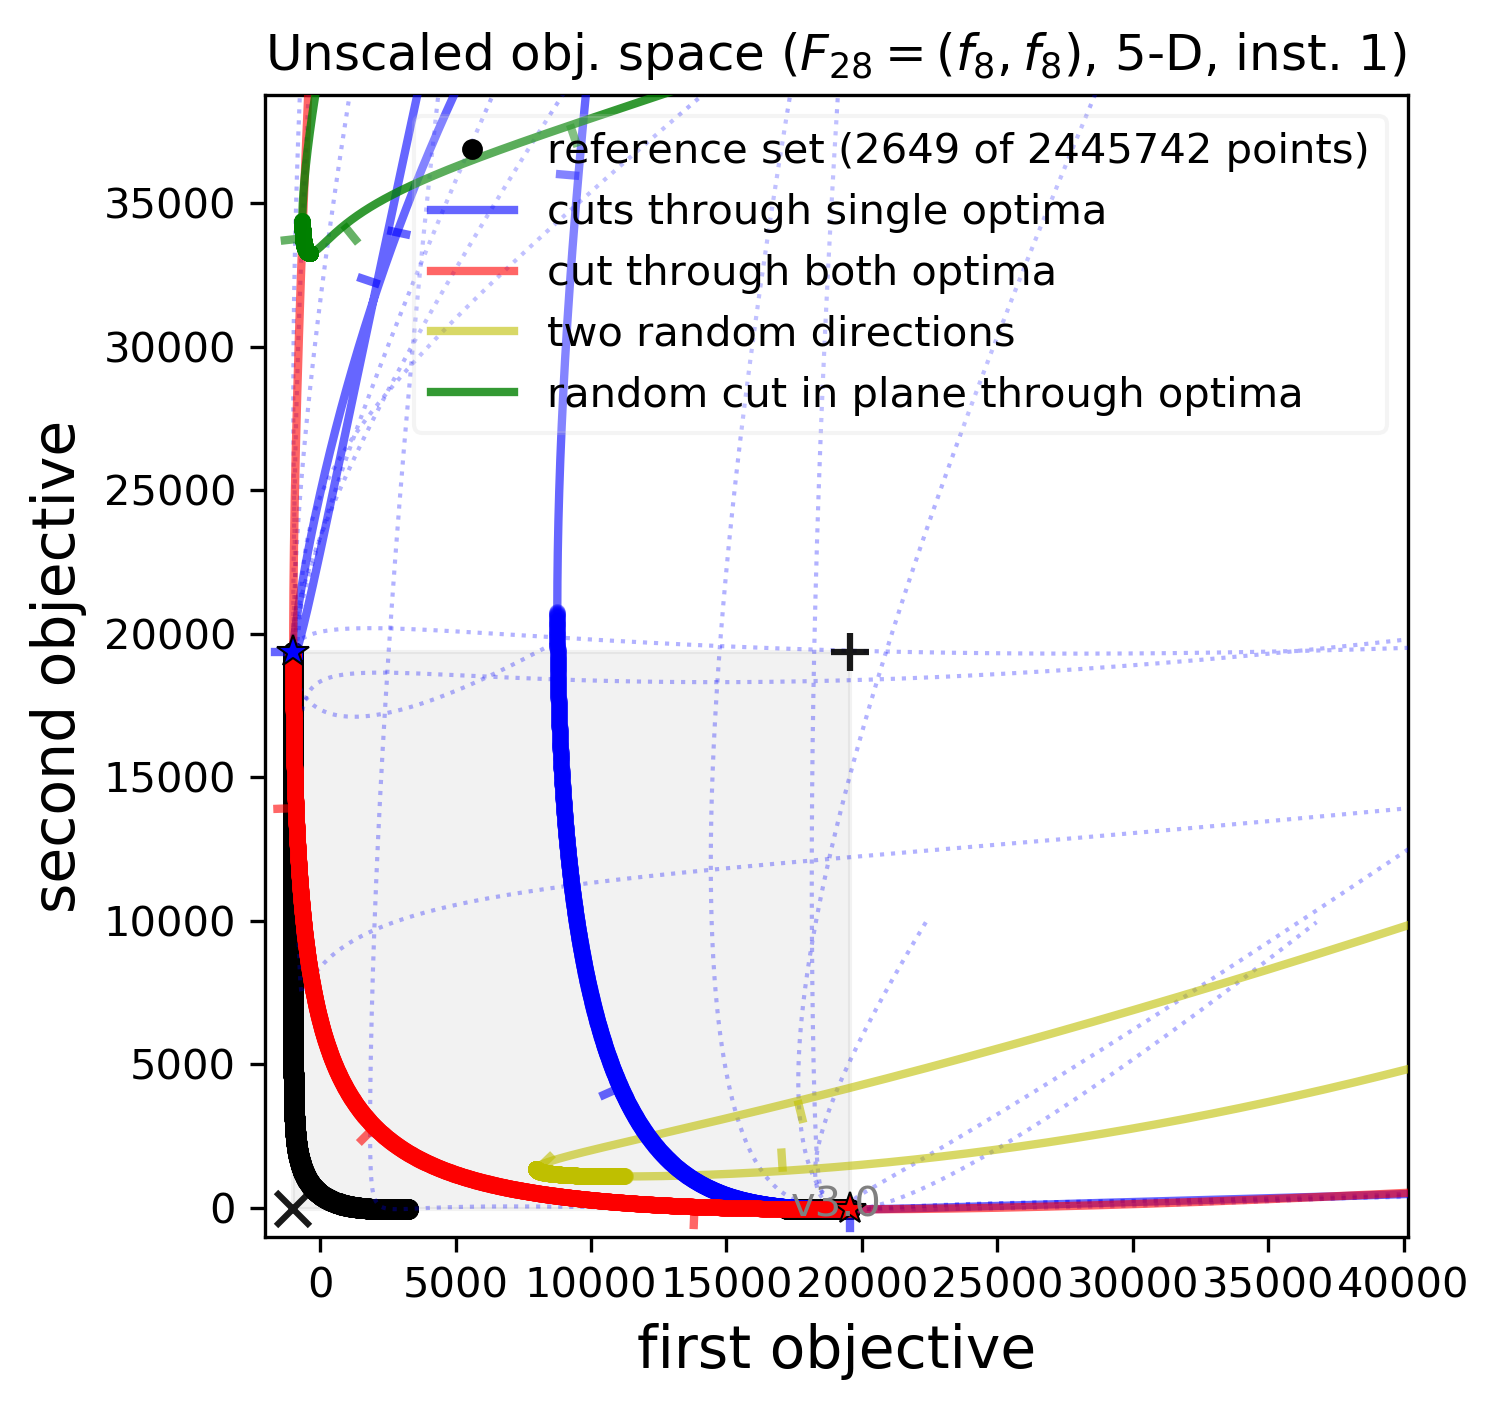 Unscaled obj. space (F28 = (f8, f8), 5-D, inst. 1)
reference set (2649 of 2445742 points)
cuts through single optima
cut through both optima
two random directions
random cut in plane through optima
second objective
35000
30000
25000
20000
15000
10000
5000
0
v3.0
0 5000 10000 15000 20000 25000 30000 35000 40000
first objective